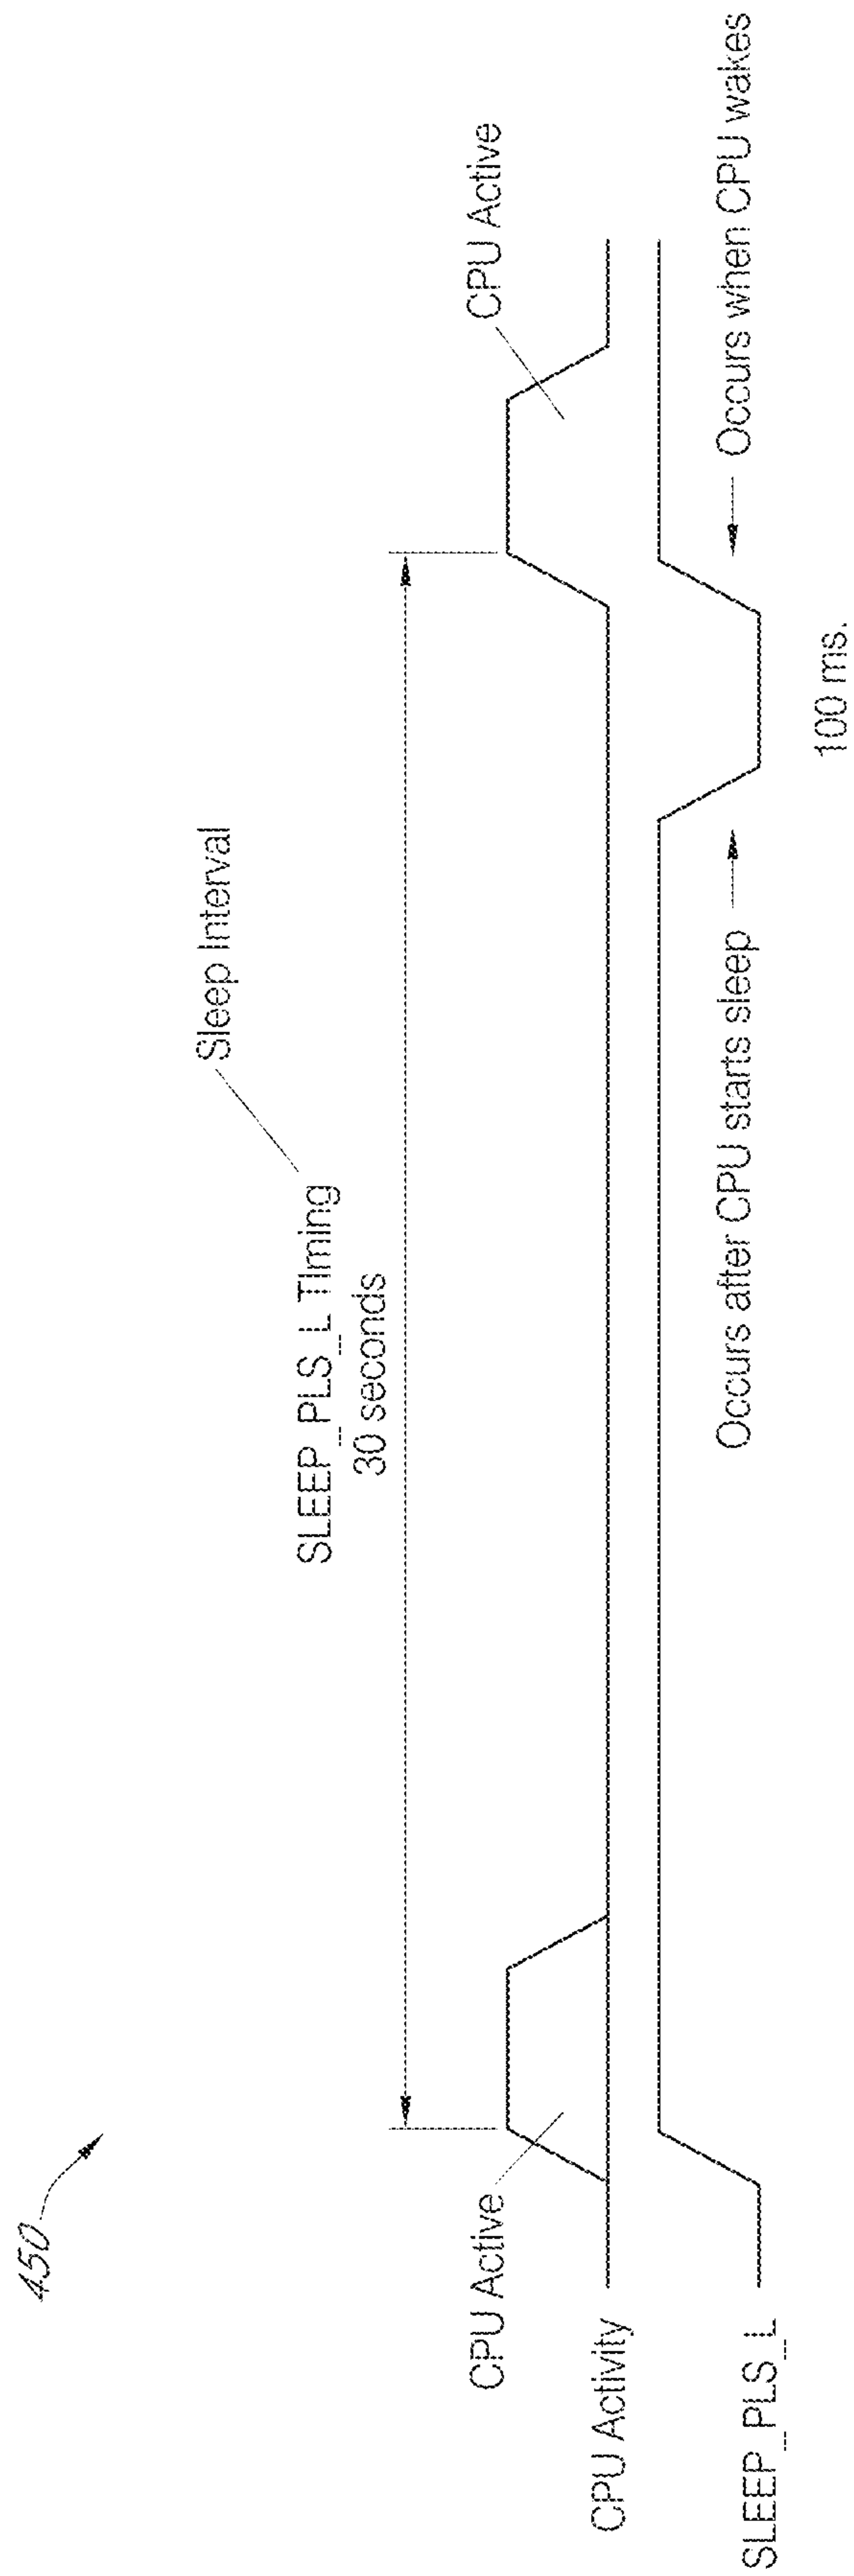 450
Sleep Interval
SLEEP_PLS_L Timing
30 seconds
CPU Active
CPU Active
CPU Activity
SLEEP_PLS_L
Occurs after CPU starts sleep
Occurs when CPU wakes
100 ms.